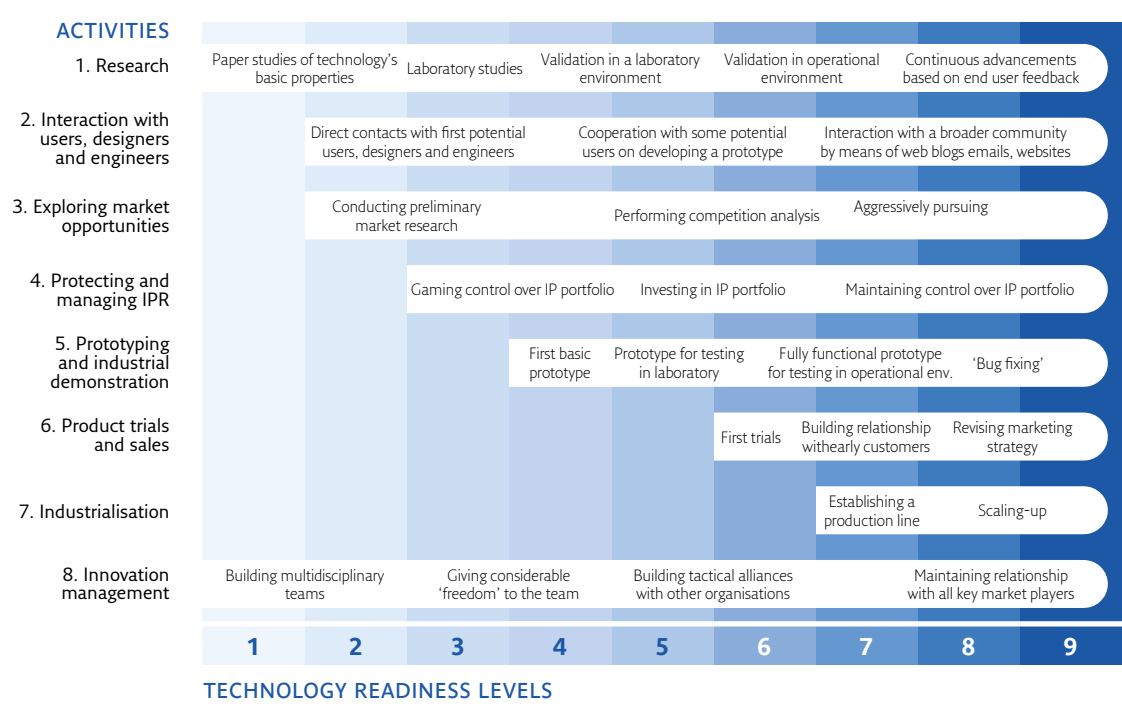 ACTIVITIES
1. Research
Paper studies of technology's
basic properties
Laboratory studies
Validation in a laboratory
environment
Validation in operational
environment
Continuous advancements
based on end user feedback
2. Interaction with
users, designers
and engineers
Direct contacts with first potential
users, designers and engineers
Cooperation with some potential
users on developing a prototype
Interaction with a broader community
by means of web blogs emails, websites
3. Exploring market
opportunities
Conducting preliminary
market research
Performing competition analysis
Aggressively pursuing
4. Protecting and
managing IPR
Gaming control over IP portfolio
Investing in IP portfolio
Maintaining control over IP portfolio
5. Prototyping
and industrial
demonstration
First basic
prototype
Prototype for testing
in laboratory
Fully functional prototype
for testing in operational env.
‘Bug fixing’
6. Product trials
and sales
First trials
Building relationship
withearly customers
Revising marketing
strategy
7. Industrialisation
Establishing a
production line
Scaling-up
8. Innovation
management
Building multidisciplinary
teams
Giving considerable
‘freedom’ to the team
Building tactical alliances
with other organisations
Maintaining relationship
with all key market players
1 2 3 4 5 6 7 8 9
TECHNOLOGY READINESS LEVELS